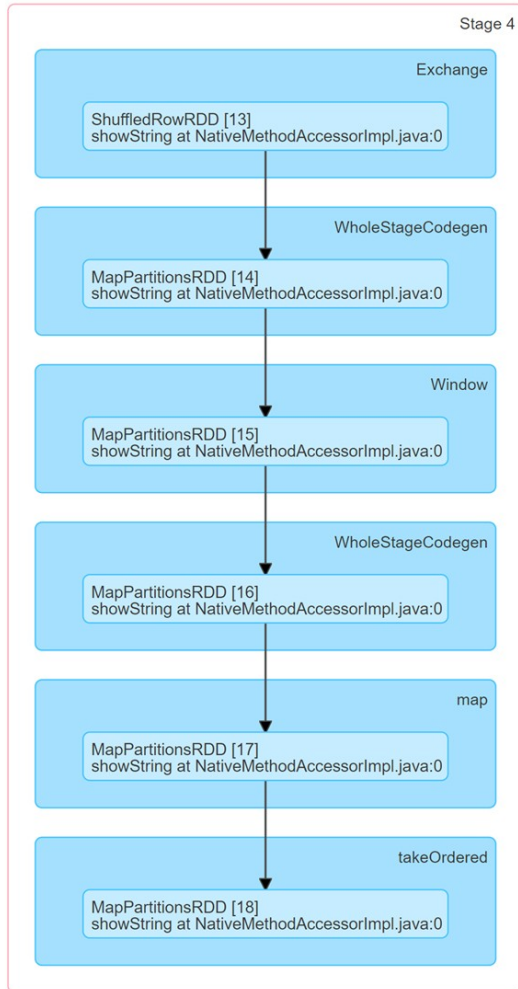 Stage 4
Exchange
ShuffledRowRDD [13]
showString at NativeMethodAccessorImpl.java:0
WholeStageCodegen
MapPartitionsRDD [14]
showString at NativeMethodAccessorImpl.java:0
Window
MapPartitionsRDD [15]
showString at NativeMethodAccessorImpl.java:0
WholeStageCodegen
MapPartitionsRDD [16]
showString at NativeMethodAccessorImpl.java:0
map
MapPartitionsRDD [17]
showString at NativeMethodAccessorImpl.java:0
takeOrdered
MapPartitionsRDD [18]
showString at NativeMethodAccessorImpl.java:0